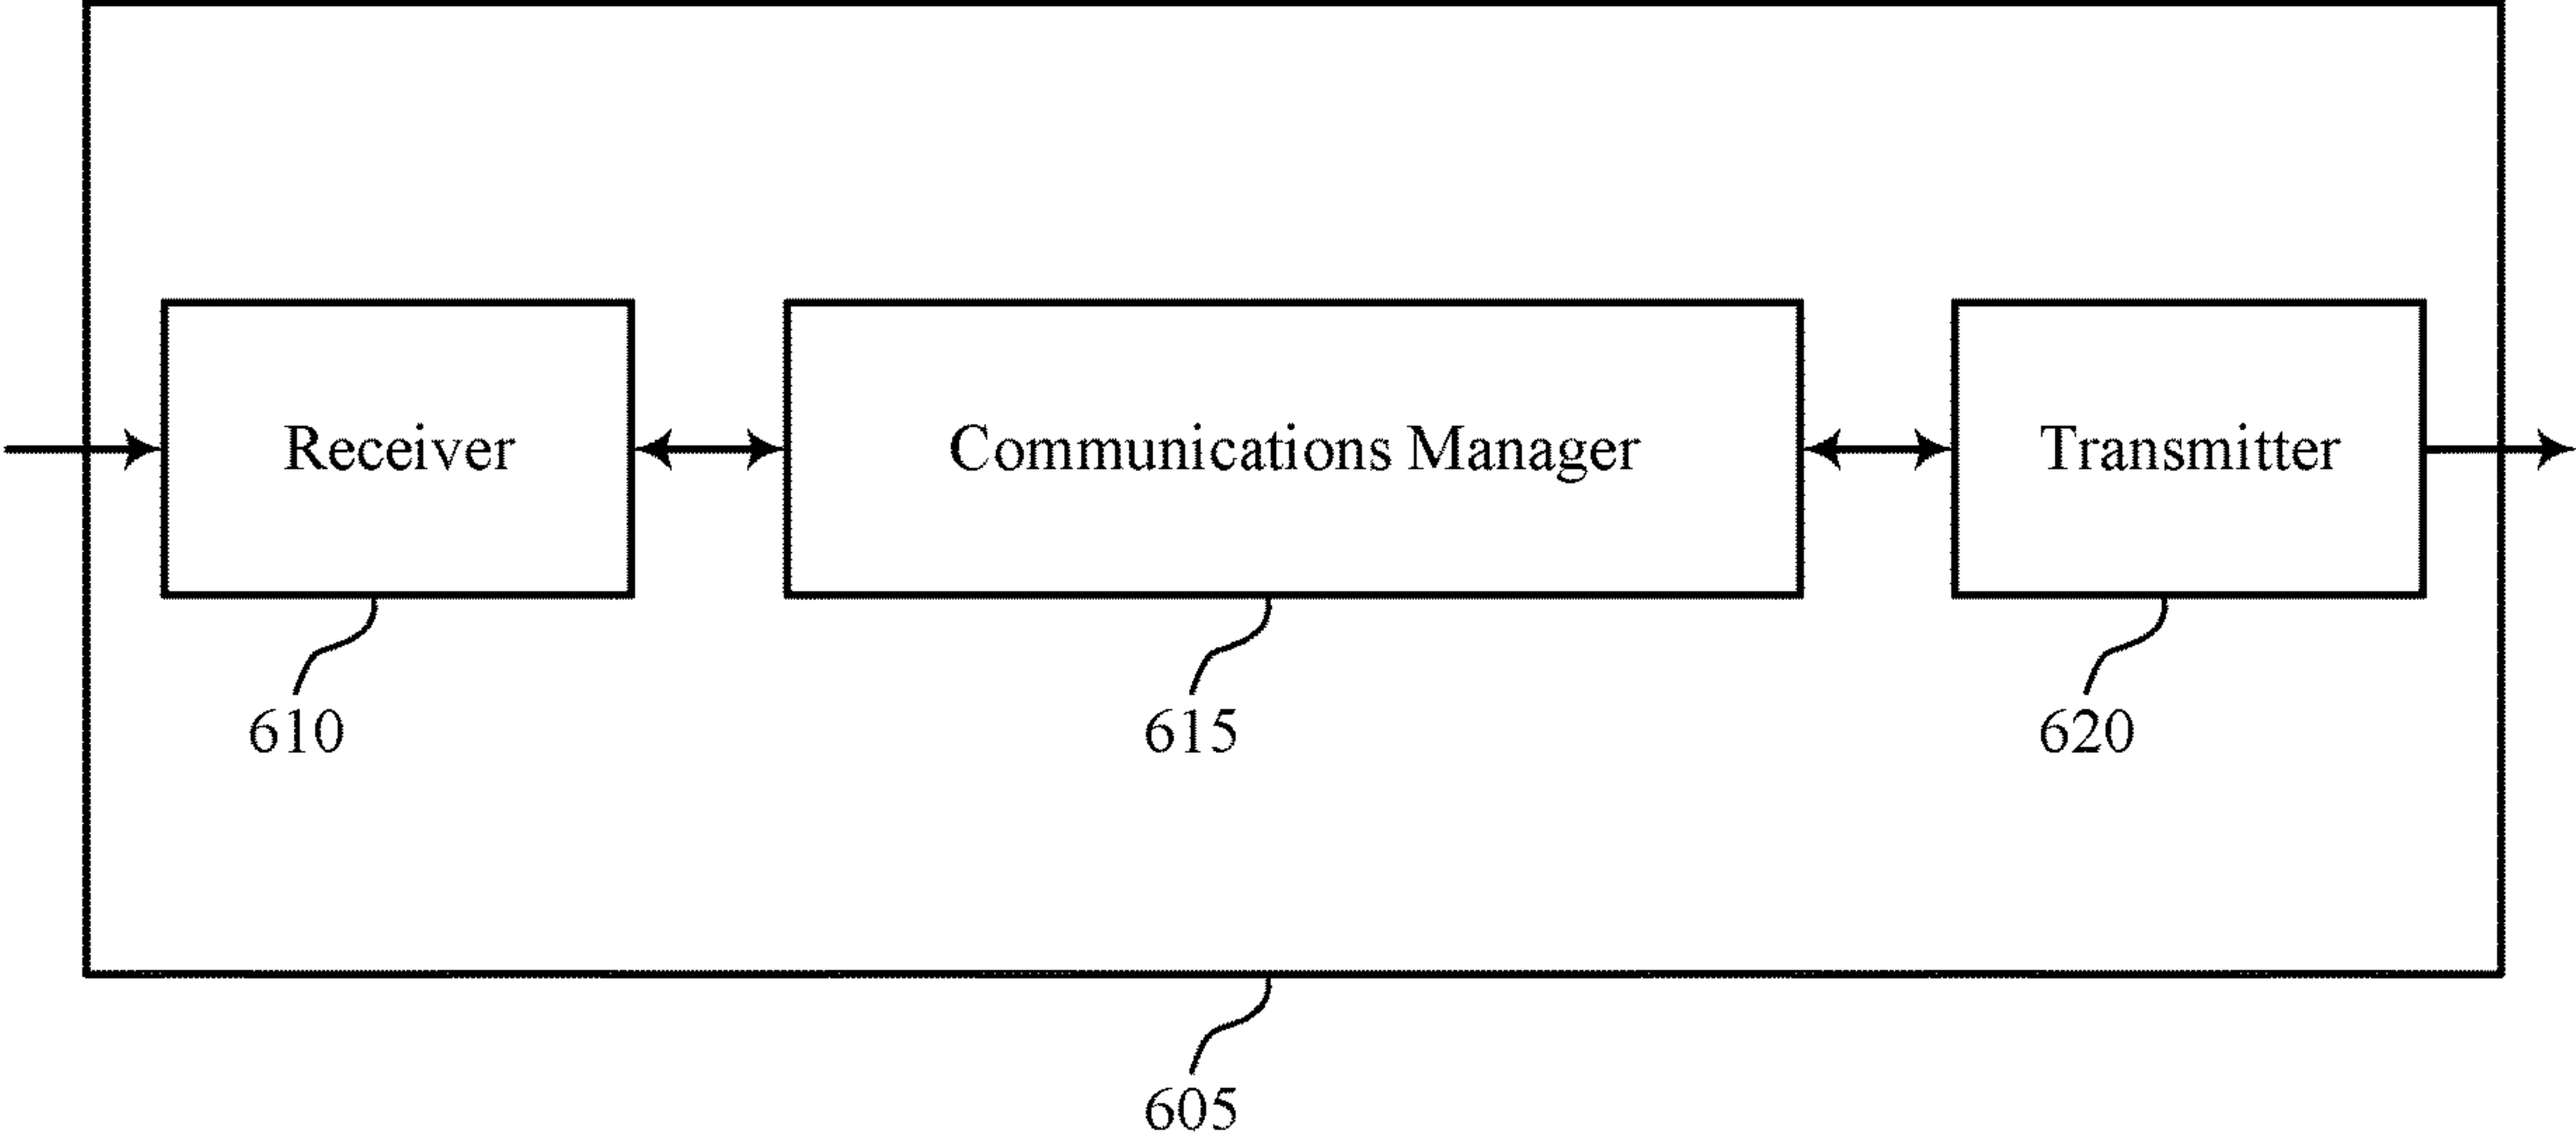 Receiver
Communications Manager
Transmitter
610
615
620
605